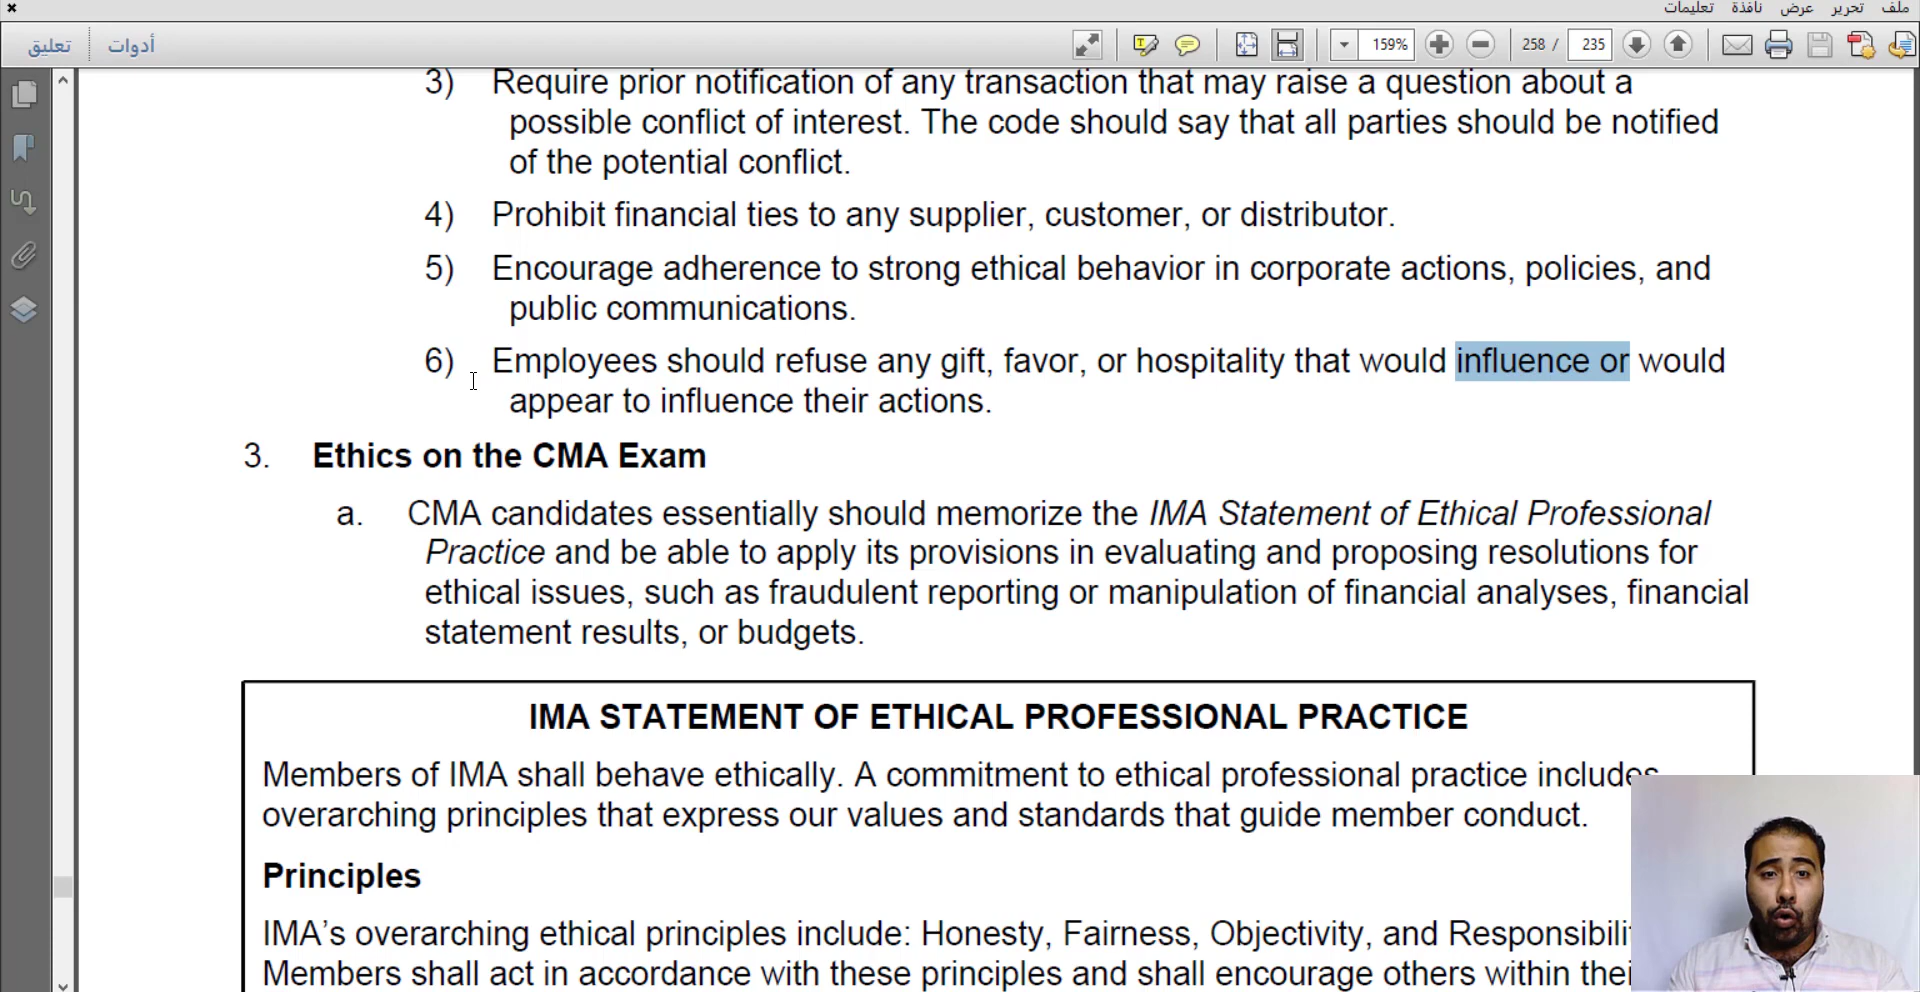 ملف تحرير عرض نافذة تعليمات
تعليق أدوات 159% 258 / 235
3) Require prior notification of any transaction that may raise a question about a
possible conflict of interest. The code should say that all parties should be notified
of the potential conflict.
4) Prohibit financial ties to any supplier, customer, or distributor.
5) Encourage adherence to strong ethical behavior in corporate actions, policies, and
public communications.
6) Employees should refuse any gift, favor, or hospitality that would influence or would
appear to influence their actions.
3. Ethics on the CMA Exam
a. CMA candidates essentially should memorize the IMA Statement of Ethical Professional
Practice and be able to apply its provisions in evaluating and proposing resolutions for
ethical issues, such as fraudulent reporting or manipulation of financial analyses, financial
statement results, or budgets.
IMA STATEMENT OF ETHICAL PROFESSIONAL PRACTICE
Members of IMA shall behave ethically. A commitment to ethical professional practice includes
overarching principles that express our values and standards that guide member conduct.
Principles
IMA's overarching ethical principles include: Honesty, Fairness, Objectivity, and
Members shall act in accordance with these principles and shall encourage others within